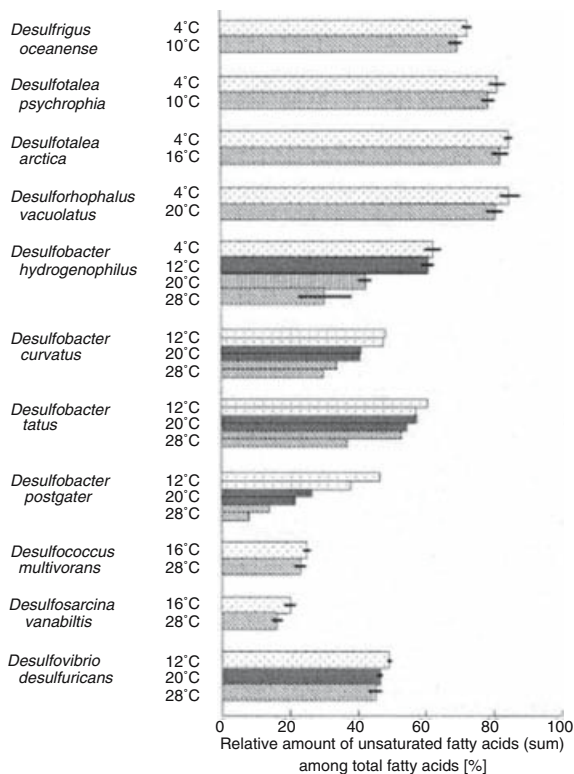 Desulfrigus 4°C
oceanense 10°C
Desulfotalea 4°C
psychrophia 10°C
Desulfotalea 4°C
arctica 16°C
Desulforhophalus 4°C
vacuolatus 20°C
Desulfobacter 4°C
hydrogenophilus 12°C
20°C
28°C
Desulfobacter 12°C
curvatus 20°C
28°C
Desulfobacter 12°C
tatus 20°C
28°C
Desulfobacter 12°C
postgater 20°C
28°C
Desulfococcus 16°C
multivorans 28°C
Desulfosarcina 16°C
vanabiltis 28°C
Desulfovibrio 12°C
desulfuricans 20°C
28°C
0 20 40 60 80 100
Relative amount of unsaturated fatty acids (sum)
among total fatty acids [%]